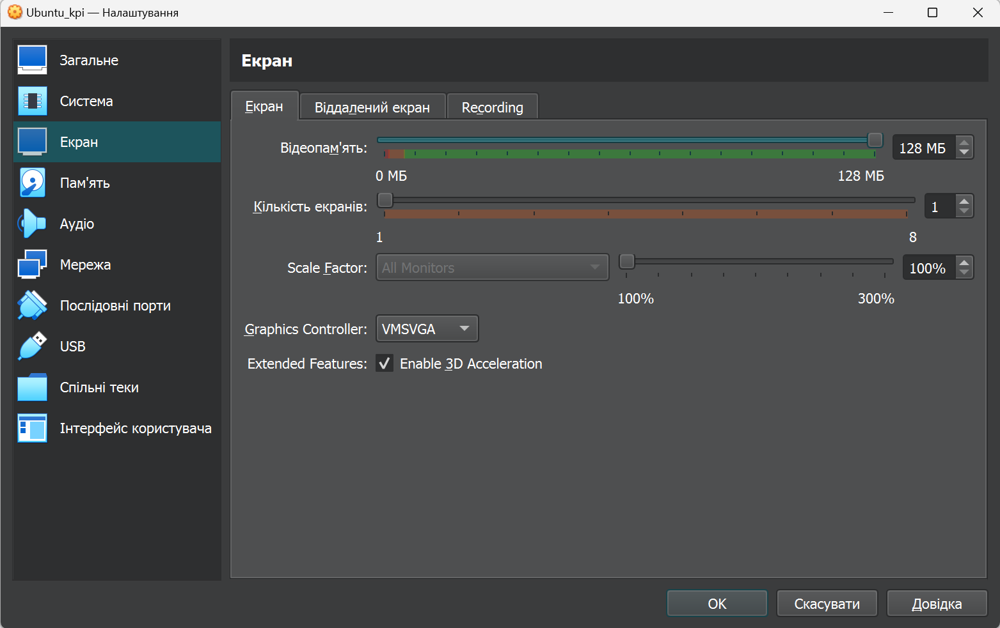 Ubuntu_kpi — Налаштування
Загальне
Система
Екран
Пам'ять
Аудіо
Мережа
Послідовні порти
USB
Спільні теки
Інтерфейс користувача
Екран
Екран
Віддалений екран
Recording
Відеопам'ять:
128 МБ
0 МБ
128 МБ
Кількість екранів:
1
1
8
Scale Factor:
All Monitors
100%
100%
300%
Graphics Controller:
VMSVGA
Extended Features:
Enable 3D Acceleration
OK
Скасувати
Довідка